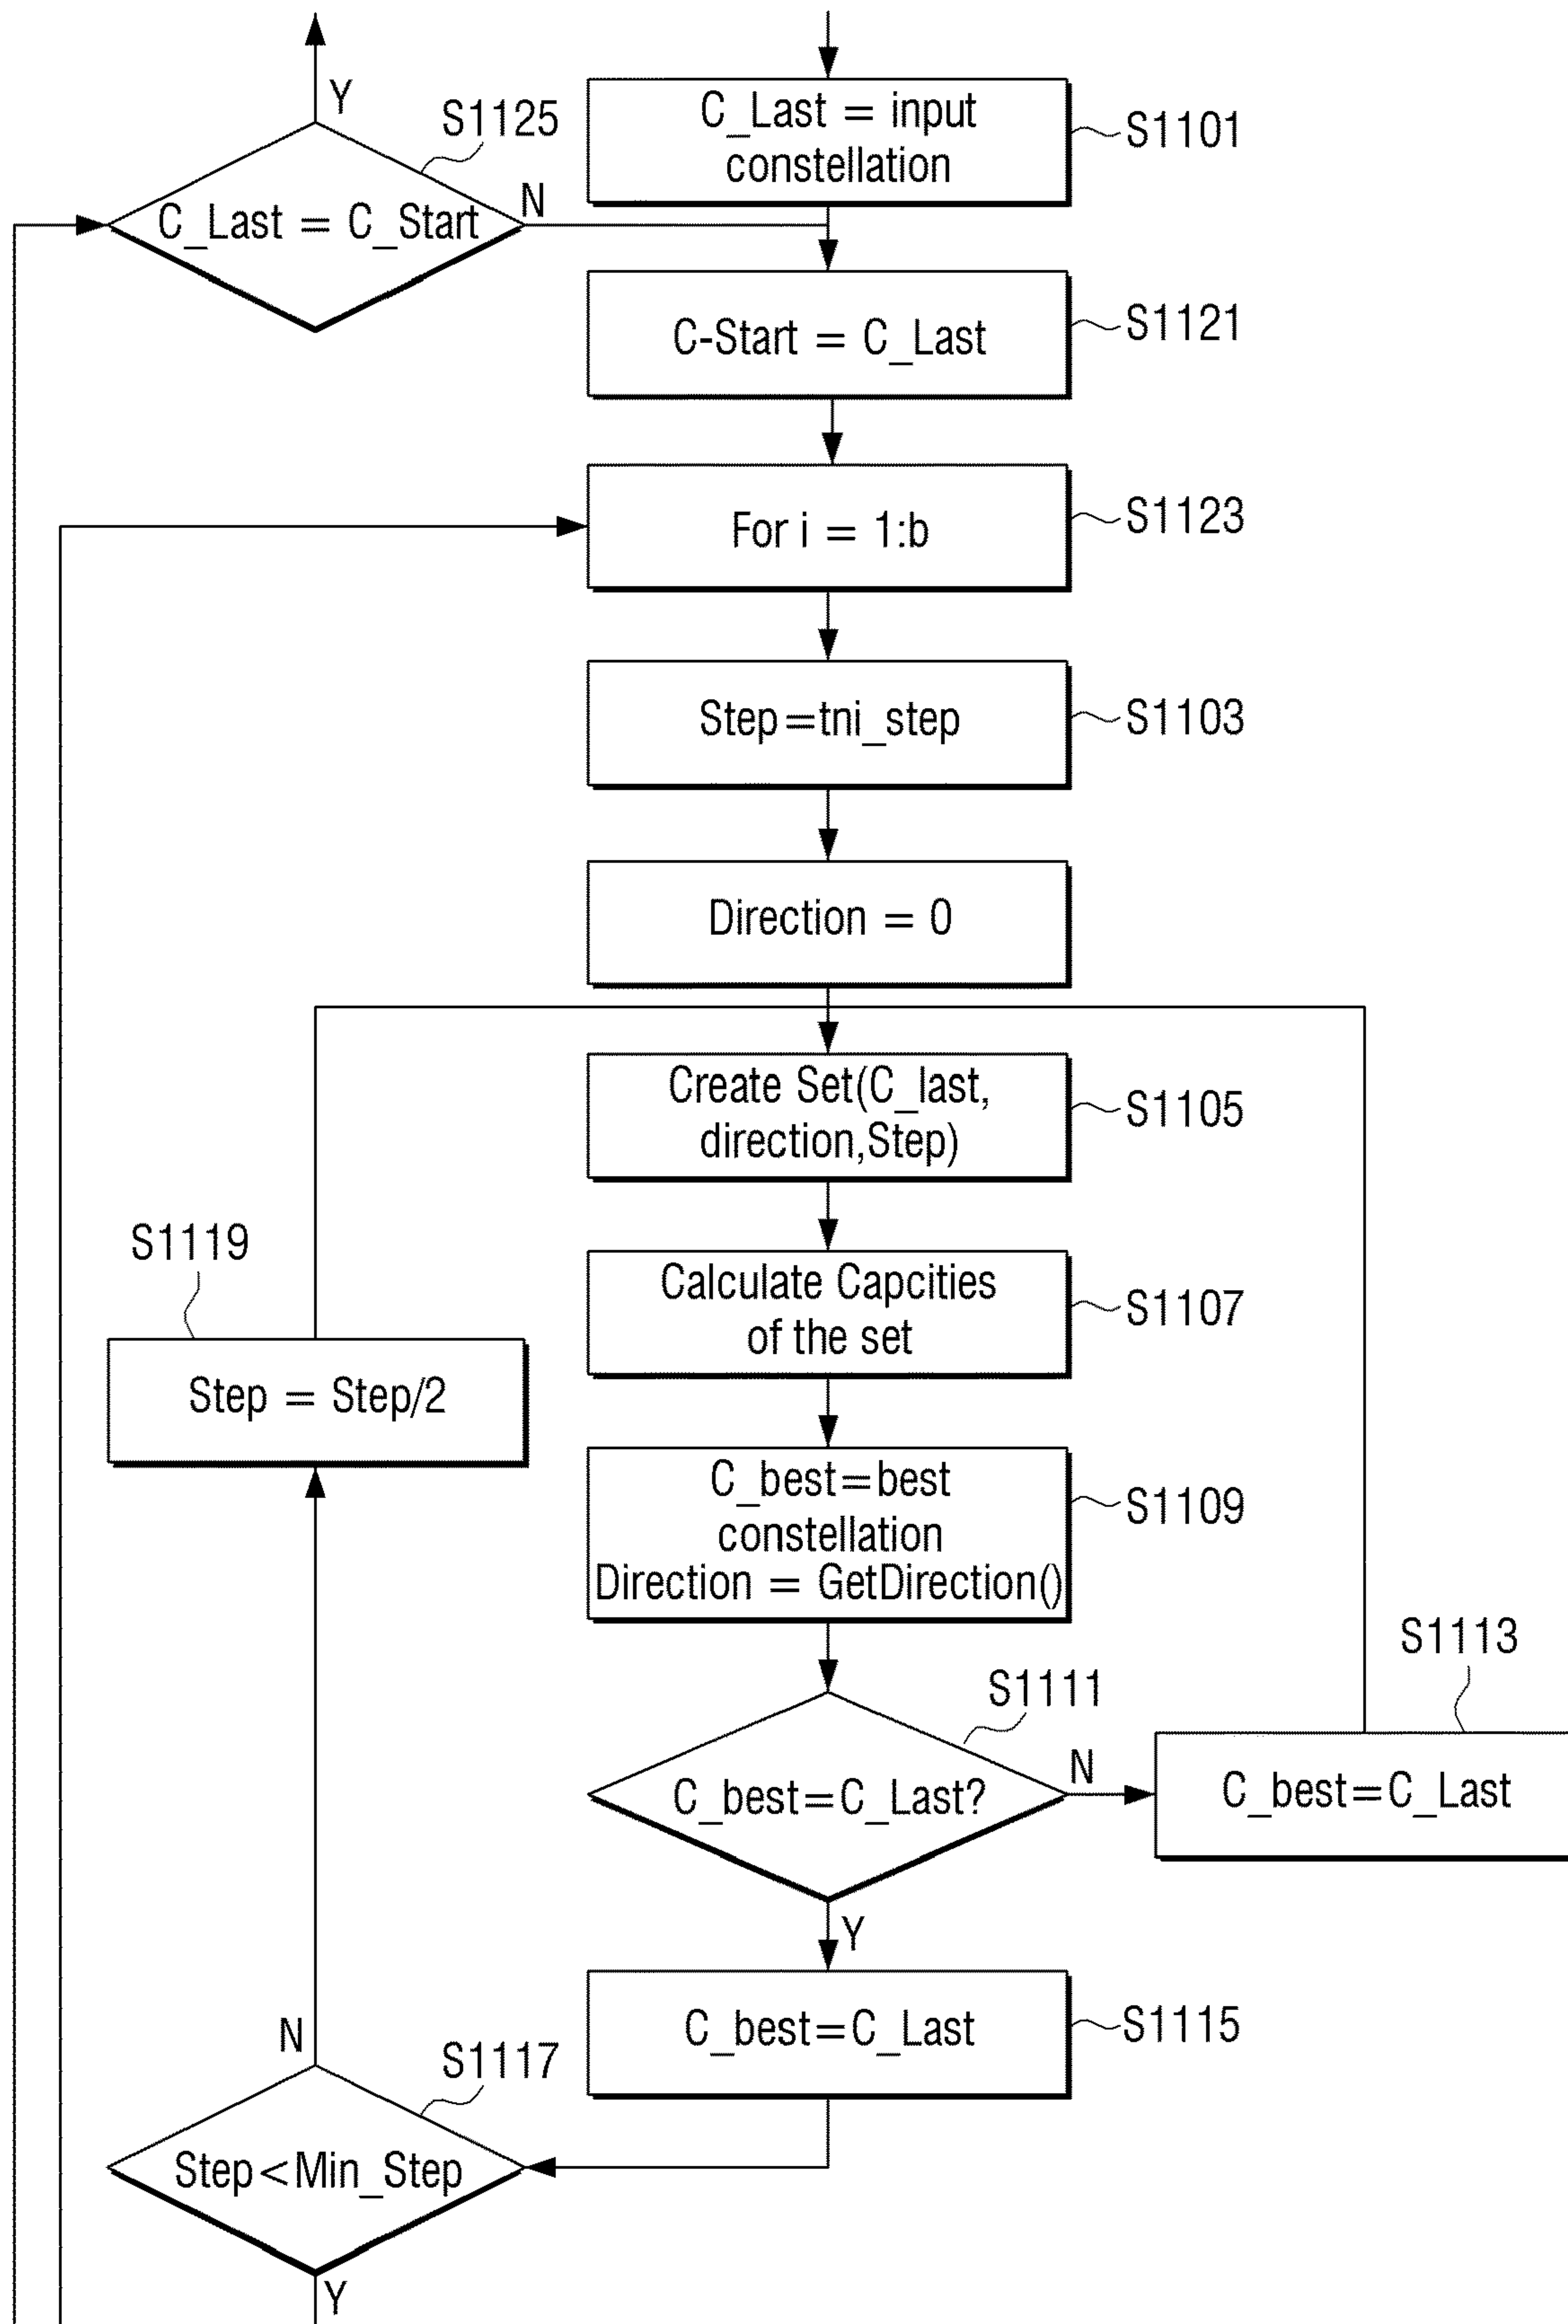 Y
S1125
C_Last = C_Start
N
C_Last = input
constellation
S1101
C-Start = C_Last
S1121
For i = 1:b
S1123
Step=tni_step
S1103
Direction = 0
Create Set(C_last,
direction,Step)
S1105
S1119
Step = Step/2
Calculate Capcities
of the set
S1107
C_best=best
constellation
Direction = GetDirection()
S1109
S1111
C_best=C_Last?
N
S1113
C_best=C_Last
Y
C_best=C_Last
S1115
N
S1117
Step<Min_Step
Y